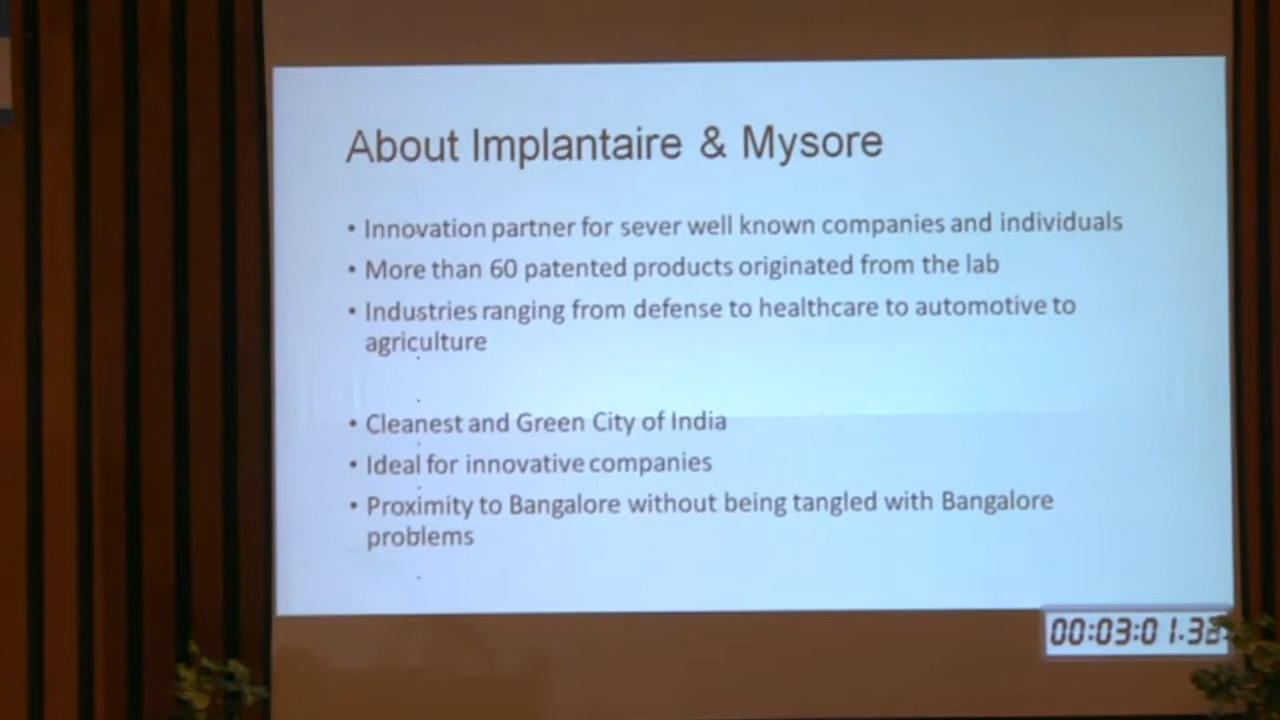 About Implantaire & Mysore
• Innovation partner for sever well known companies and individuals
• More than 60 patented products originated from the lab
• Industries ranging from defense to healthcare to automotive to
agriculture
• Cleanest and Green City of India
• Ideal for innovative companies
• Proximity to Bangalore without being tangled with Bangalore
problems
00:03:01.38